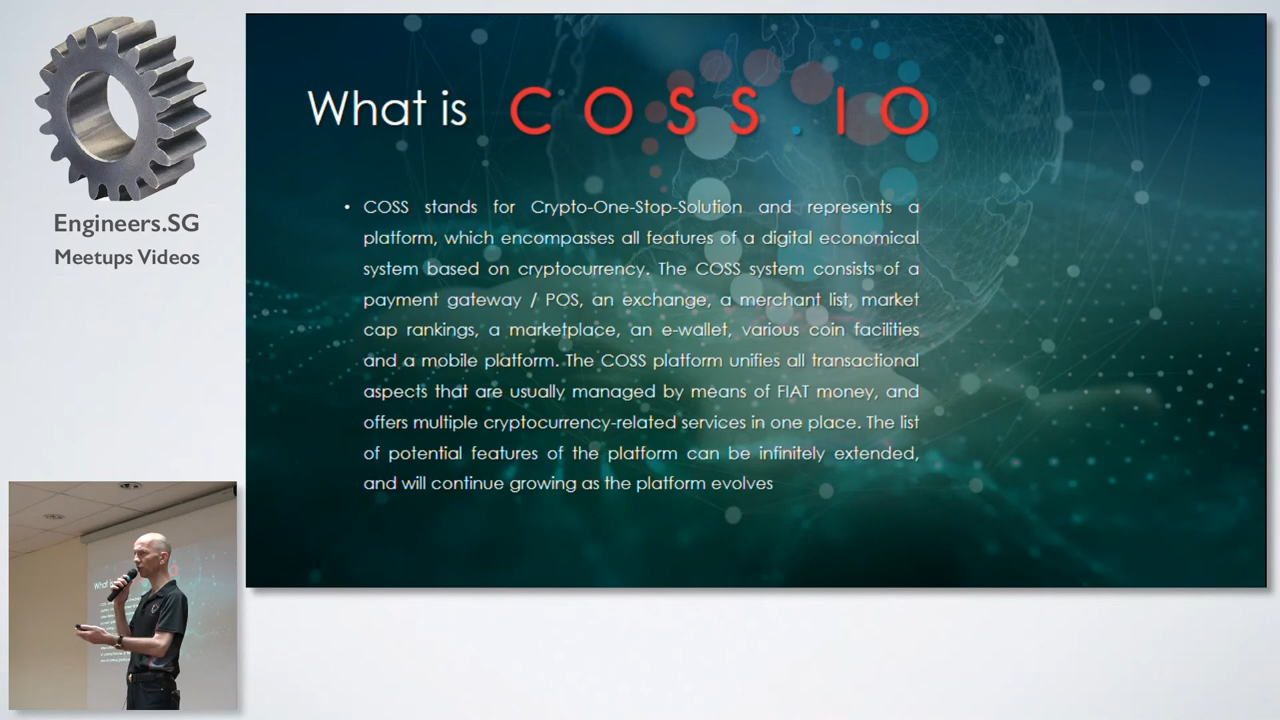 Engineers.SG
Meetups Videos
What is COSS.IO
• COSS stands for Crypto-One-Stop-Solution and represents a
platform, which encompasses all features of a digital economical
system based on cryptocurrency. The COSS system consists of a
payment gateway / POS, an exchange, a merchant list, market
cap rankings, a marketplace, an e-wallet, various coin facilities
and a mobile platform. The COSS platform unifies all transactional
aspects that are usually managed by means of FIAT money, and
offers multiple cryptocurrency-related services in one place. The list
of potential features of the platform can be infinitely extended,
and will continue growing as the platform evolves